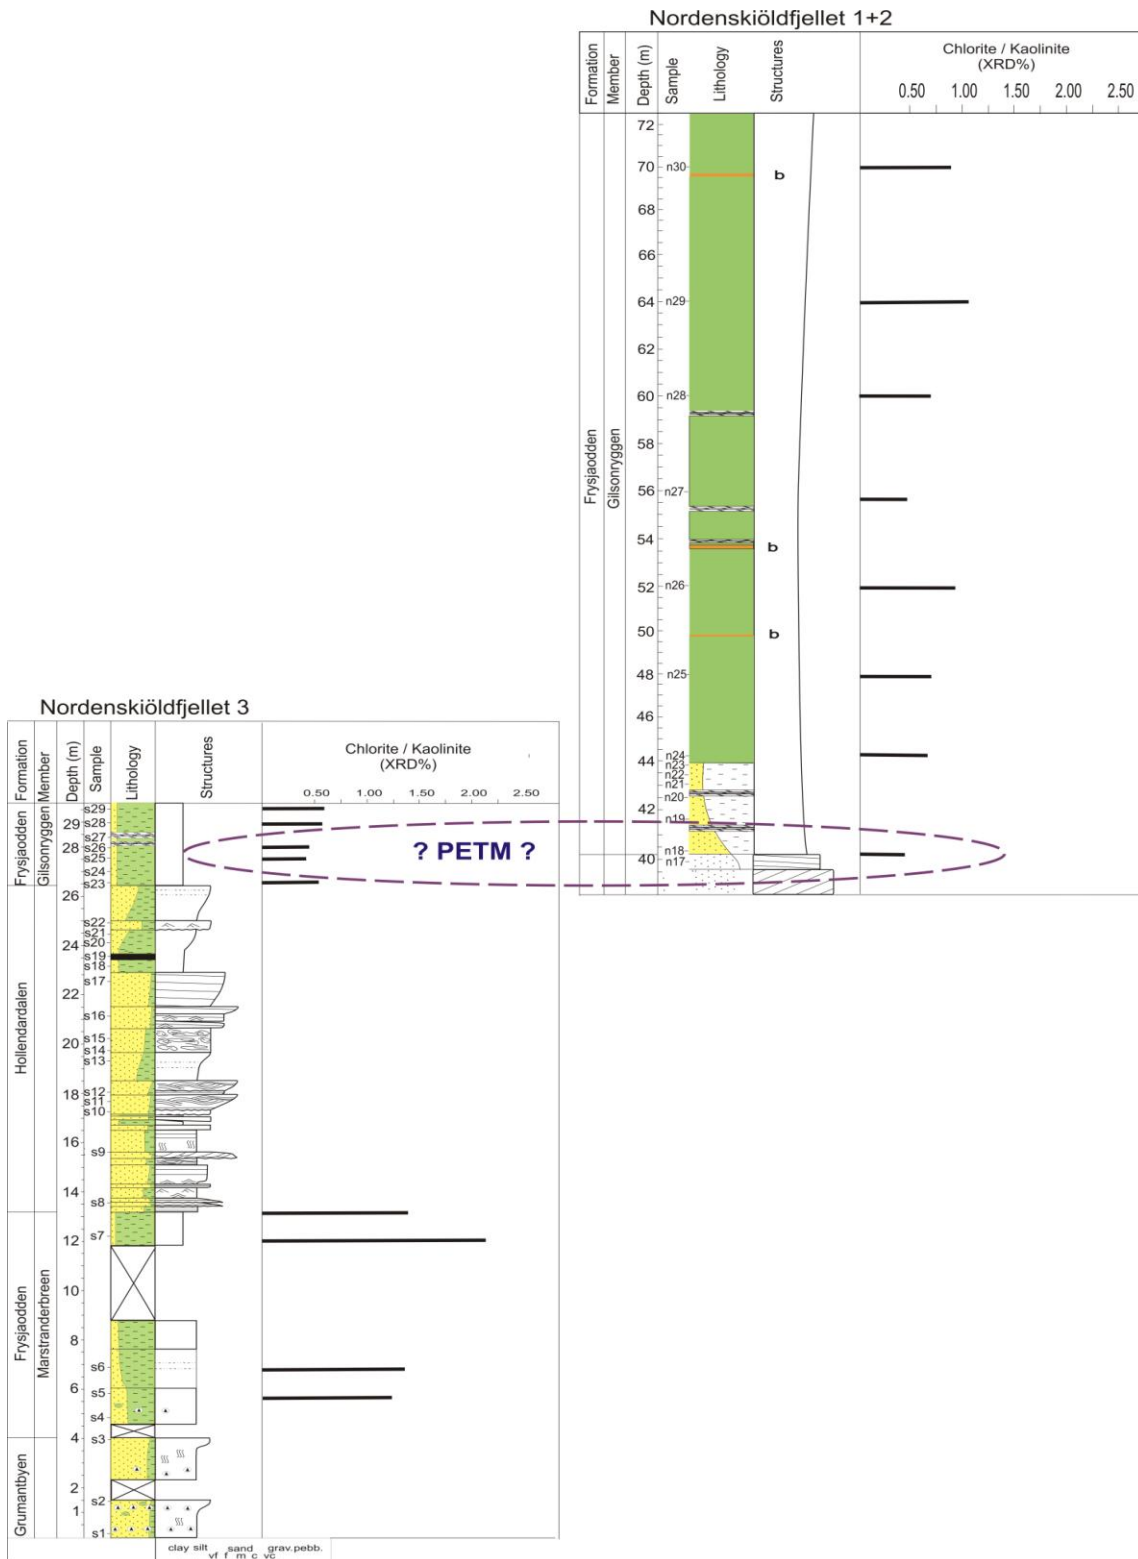 Nordenskiöldfjellet 1+2
Formation
Member
Depth (m)
Sample
Lithology
Structures
Chlorite / Kaolinite
(XRD%)
0.50 1.00 1.50 2.00 2.50
Frysjaodden
Gilsonryggen
72
70 n30 b
68
66
64 n29
62
60 n28
58
56 n27
54 b
52 n26
50 b
48 n25
46
n24
44 n23
n22
n21
n20
42 n19
n18
40 n17
? PETM ?
Nordenskiöldfjellet 3
Formation
Member
Depth (m)
Sample
Lithology
Structures
Chlorite / Kaolinite
(XRD%)
0.50 1.00 1.50 2.00 2.50
Frysjaodden
Gilsonryggen
s29
29 s28
s27
28 s26
s25
s24
s23
Hollendardalen
26
s22
s21
24 s20
s19
s18
s17
22
s16
20 s15
s14
s13
18 s12
s11
s10
16
s9
14
s8
Frysjaodden
Marstranderbreen
12 s7
10
8
s6
6 s5
s4
4 s3
Grumantbyen
2
s2
1
s1
clay silt sand grav.pebb.
vf f m c vc